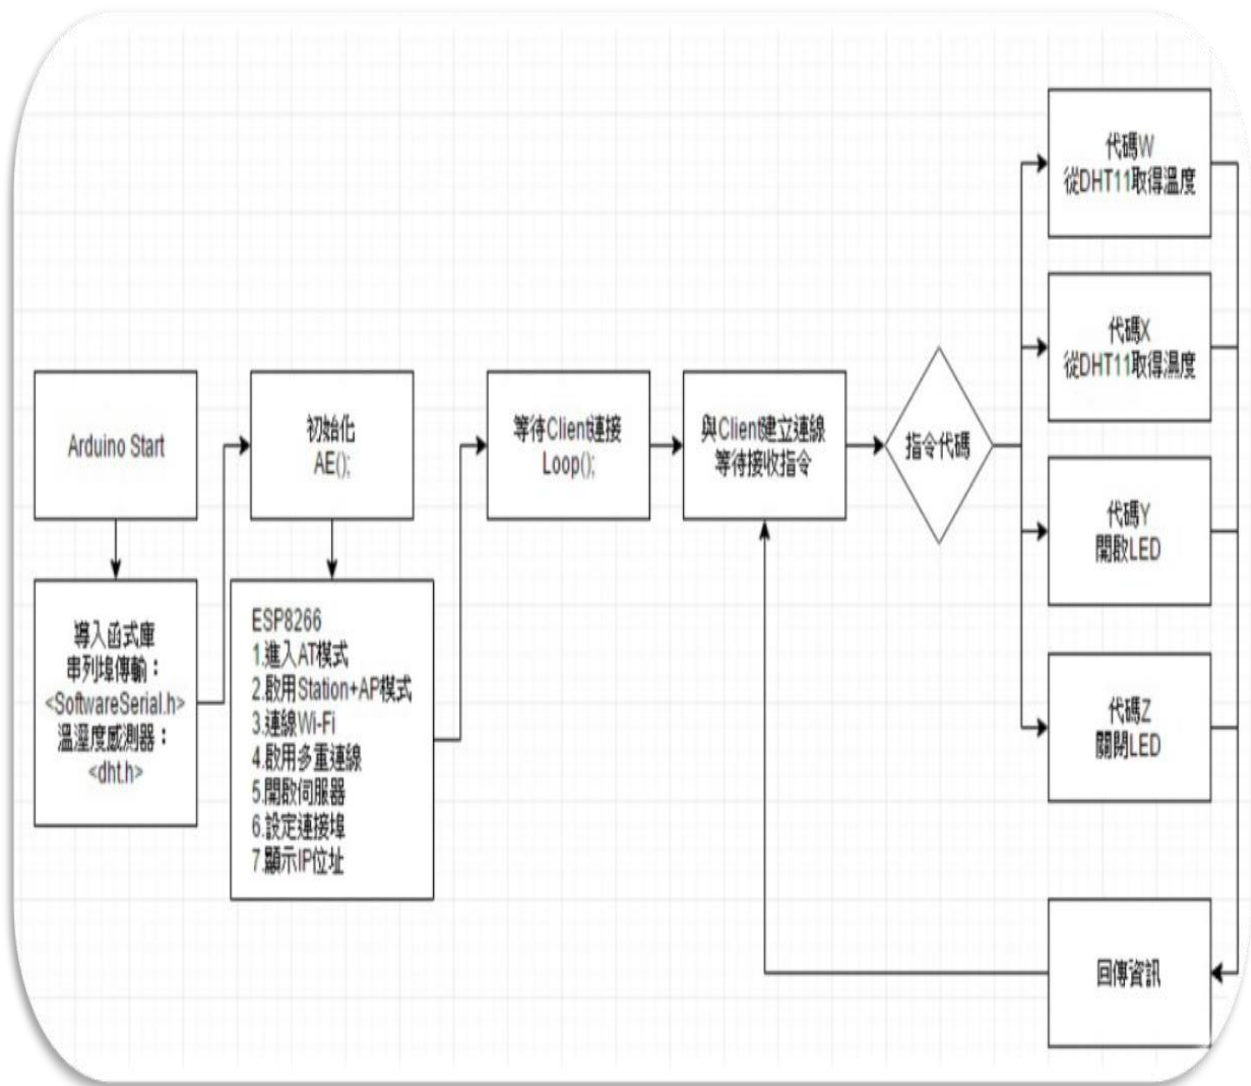 Arduino Start
導入函式庫
串列埠傳輸：
<SoftwareSerial.h>
溫溼度感測器：
<dht.h>
初始化
AE();
ESP8266
1.進入AT模式
2.啟用Station+AP模式
3.連線Wi-Fi
4.啟用多重連線
5.開啟伺服器
6.設定連接埠
7.顯示IP位址
等待Client連接
Loop();
與Client建立連線
等待接收指令
指令代碼
代碼W
從DHT11取得溫度
代碼X
從DHT11取得濕度
代碼Y
開啟LED
代碼Z
關閉LED
回傳資訊